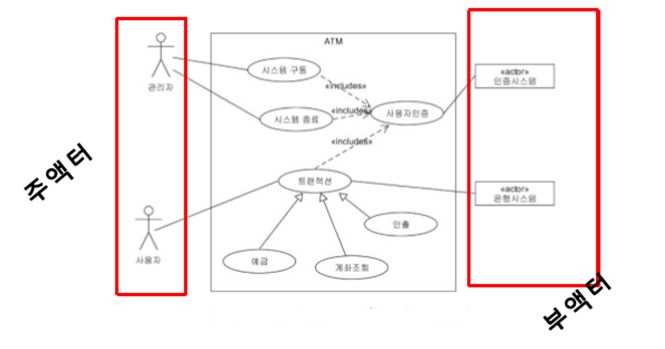 ATM
시스템 구동
«includes»
관리자
«actor»
인증시스템
«includes»
시스템 종료
사용자인증
«includes»
주액터
트랜잭션
«actor»
은행시스템
인출
사용자
예금
계좌조회
부액터